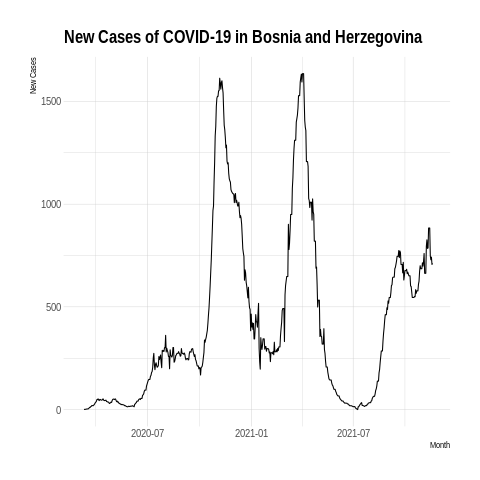 New Cases of COVID-19 in Bosnia and Herzegovina
New Cases
1500
1000
500
0
2020-07
2021-01
2021-07
Month